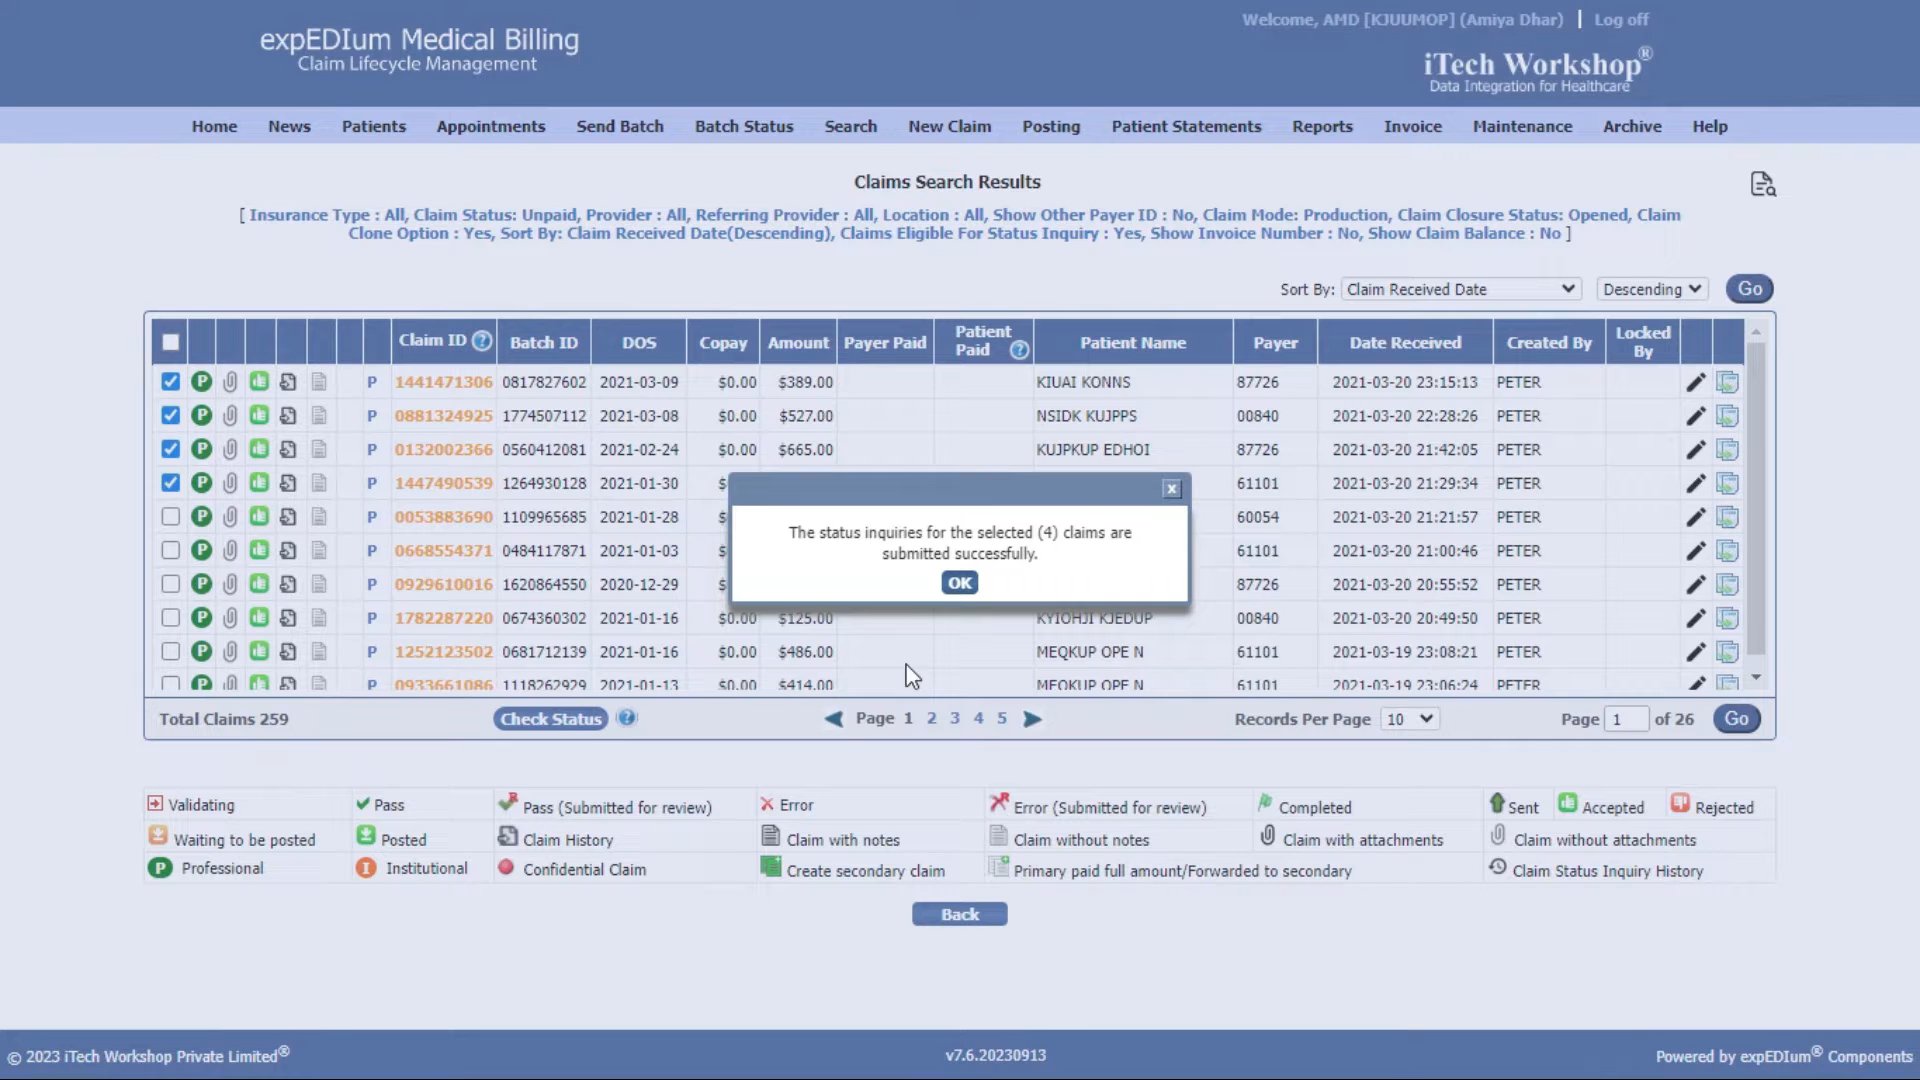 Welcome, AMD [KJUUMOP] (Amiya Dhar) | Log off
expEDIum Medical Billing
Claim Lifecycle Management
iTech Workshop®
Data Integration for Healthcare
Home News Patients Appointments Send Batch Batch Status Search New Claim Posting Patient Statements Reports Invoice Maintenance Archive Help
Claims Search Results
[ Insurance Type : All, Claim Status: Unpaid, Provider : All, Referring Provider : All, Location : All, Show Other Payer ID : No, Claim Mode: Production, Claim Closure Status: Opened, Claim
Clone Option : Yes, Sort By: Claim Received Date(Descending), Claims Eligible For Status Inquiry : Yes, Show Invoice Number : No, Show Claim Balance : No ]
Sort By: Claim Received Date Descending Go
Claim ID ? Batch ID DOS Copay Amount Payer Paid Patient Paid ? Patient Name Payer Date Received Created By Locked By
P P 1441471306 0817827602 2021-03-09 $0.00 $389.00 KIUAI KONNS 87726 2021-03-20 23:15:13 PETER
P P 0881324925 1774507112 2021-03-08 $0.00 $527.00 NSIDK KUJPPS 00840 2021-03-20 22:28:26 PETER
P P 0132002366 0560412081 2021-02-24 $0.00 $665.00 KUJPKUP EDHOI 87726 2021-03-20 21:42:05 PETER
P P 1447490539 1264930128 2021-01-30 $ 61101 2021-03-20 21:29:34 PETER
P P 0053883690 1109965685 2021-01-28 $ 60054 2021-03-20 21:21:57 PETER
P P 0668554371 0484117871 2021-01-03 $ 61101 2021-03-20 21:00:46 PETER
P P 0929610016 1620864550 2020-12-29 $ 87726 2021-03-20 20:55:52 PETER
P P 1782287220 0674360302 2021-01-16 $0.00 $125.00 KYIOHJI KJEDUP 00840 2021-03-20 20:49:50 PETER
P P 1252123502 0681712139 2021-01-16 $0.00 $486.00 MEQKUP OPE N 61101 2021-03-19 23:08:21 PETER
P P 0933661086 1118262929 2021-01-13 $0.00 $414.00 MEQKUP OPE N 61101 2021-03-19 23:06:24 PETER
x
The status inquiries for the selected (4) claims are
submitted successfully.
OK
Total Claims 259 Check Status ? Page 1 2 3 4 5 Records Per Page 10 Page 1 of 26 Go
Validating Pass Pass (Submitted for review) Error Error (Submitted for review) Completed Sent Accepted Rejected
Waiting to be posted Posted Claim History Claim with notes Claim without notes Claim with attachments Claim without attachments
P Professional I Institutional Confidential Claim Create secondary claim Primary paid full amount/Forwarded to secondary Claim Status Inquiry History
Back
© 2023 iTech Workshop Private Limited® v7.6.20230913 Powered by expEDIum® Components